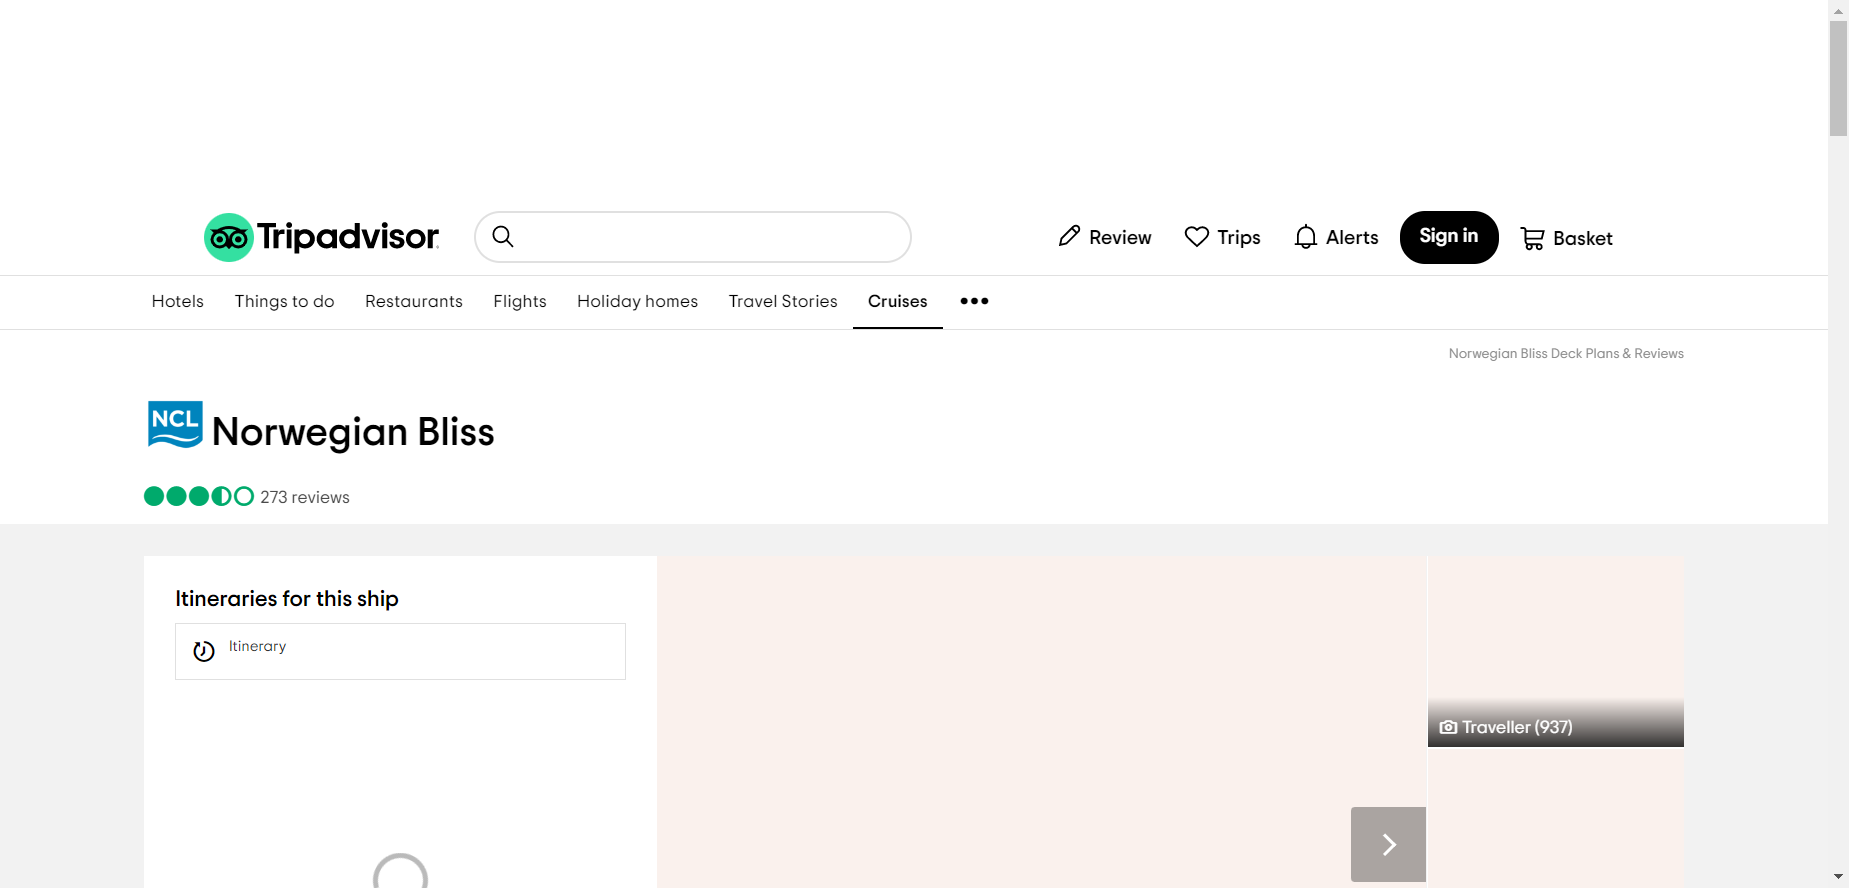 Tripadvisor
Review
Trips
Alerts
Sign in
Basket
Hotels
Things to do
Restaurants
Flights
Holiday homes
Travel Stories
Cruises
Norwegian Bliss Deck Plans & Reviews
NCL
Norwegian Bliss
273 reviews
Itineraries for this ship
Itinerary
Traveller (937)